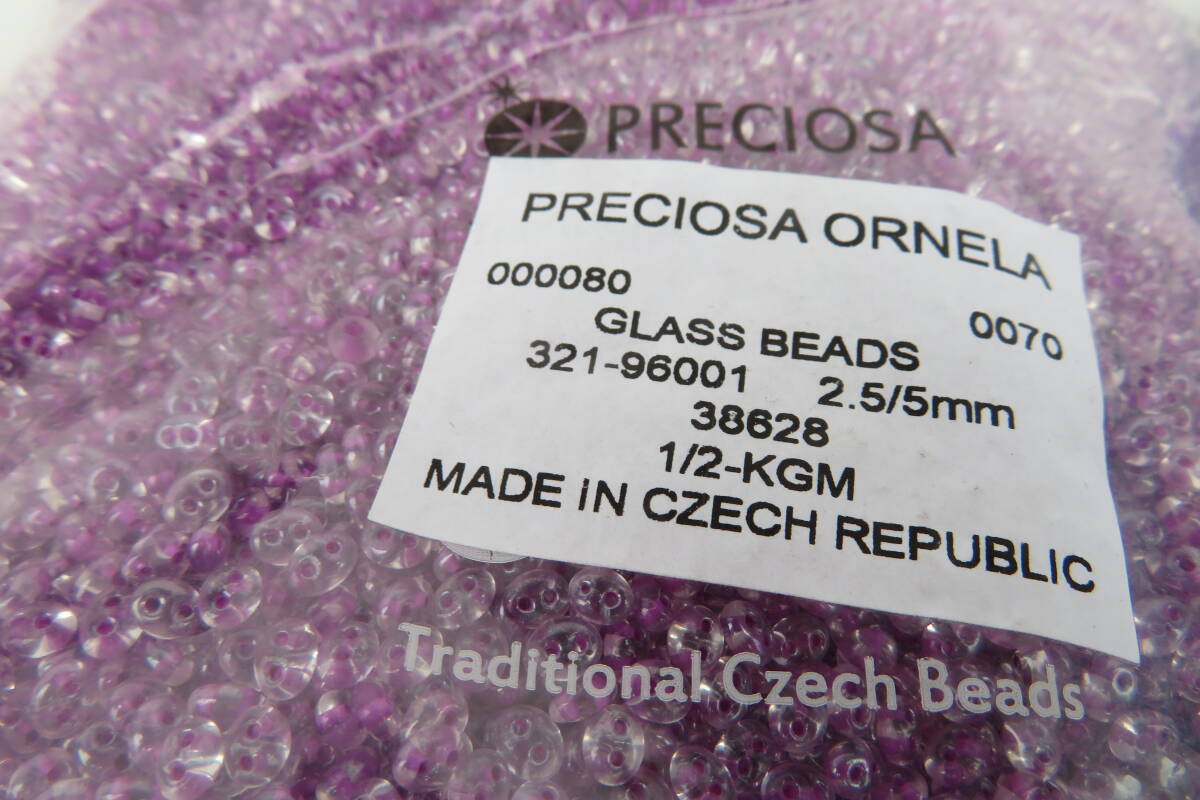 PRECIOSA
PRECIOSA ORNELA
000080 0070
GLASS BEADS
321-96001 2.5/5mm
38628
1/2-KGM
MADE iN CZECH REPUBLIC
Traditional Czech Beads